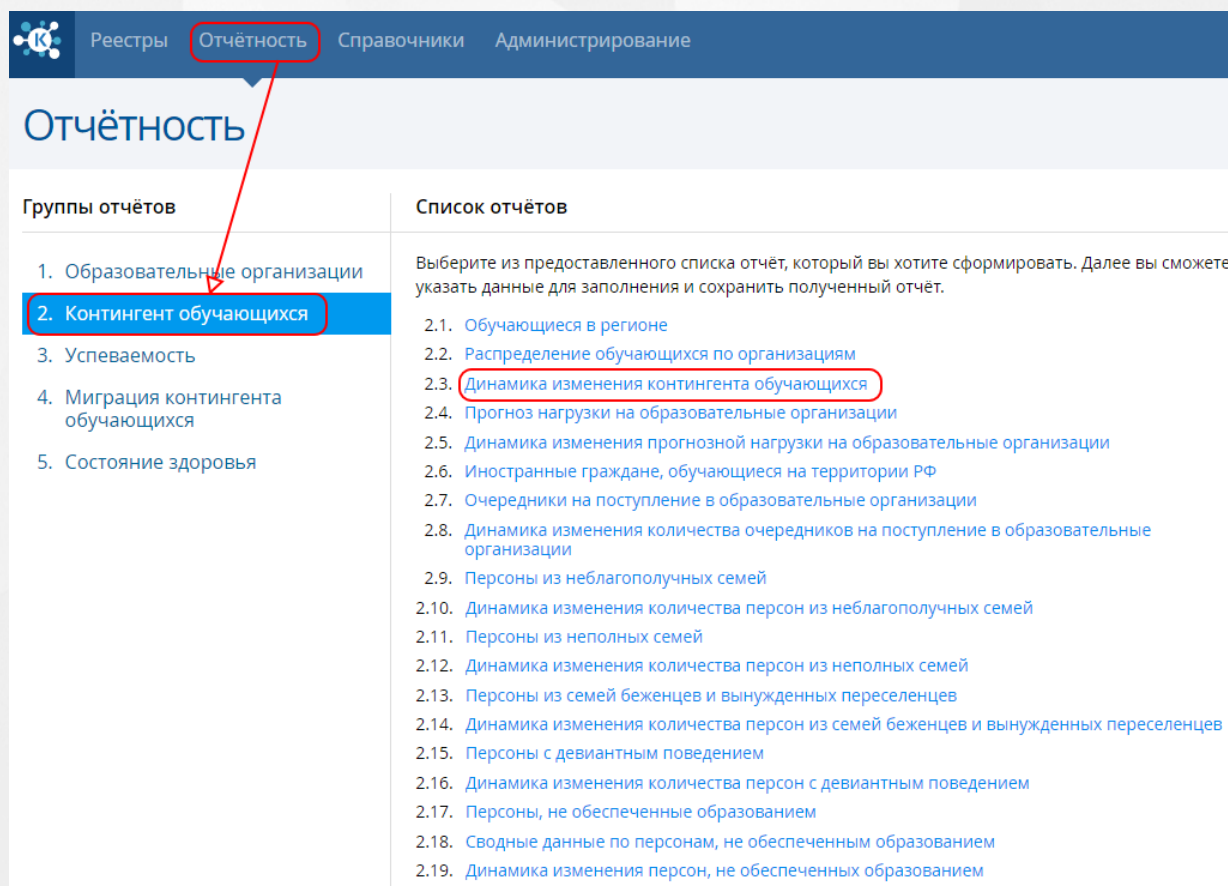 К
Реестры Отчётность Справочники Администрирование
Отчётность
Группы отчётов
1. Образовательные организации
2. Контингент обучающихся
3. Успеваемость
4. Миграция контингента
обучающихся
5. Состояние здоровья
Список отчётов
Выберите из предоставленного списка отчёт, который вы хотите сформировать. Далее вы сможете
указать данные для заполнения и сохранить полученный отчёт.
2.1. Обучающиеся в регионе
2.2. Распределение обучающихся по организациям
2.3. Динамика изменения контингента обучающихся
2.4. Прогноз нагрузки на образовательные организации
2.5. Динамика изменения прогнозной нагрузки на образовательные организации
2.6. Иностранные граждане, обучающиеся на территории РФ
2.7. Очередники на поступление в образовательные организации
2.8. Динамика изменения количества очередников на поступление в образовательные
организации
2.9. Персоны из неблагополучных семей
2.10. Динамика изменения количества персон из неблагополучных семей
2.11. Персоны из неполных семей
2.12. Динамика изменения количества персон из неполных семей
2.13. Персоны из семей беженцев и вынужденных переселенцев
2.14. Динамика изменения количества персон из семей беженцев и вынужденных переселенцев
2.15. Персоны с девиантным поведением
2.16. Динамика изменения количества персон с девиантным поведением
2.17. Персоны, не обеспеченные образованием
2.18. Сводные данные по персонам, не обеспеченным образованием
2.19. Динамика изменения персон, не обеспеченных образованием